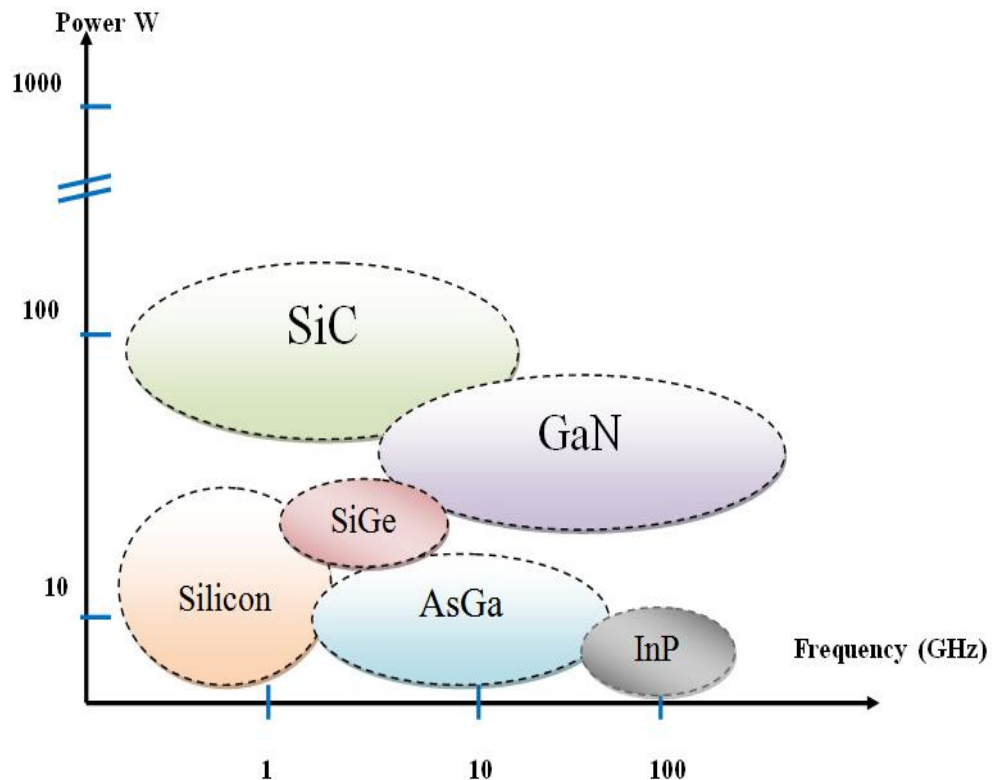 Power W
1000
100
SiC
GaN
SiGe
10
Silicon
AsGa
InP
Frequency (GHz)
1
10
100